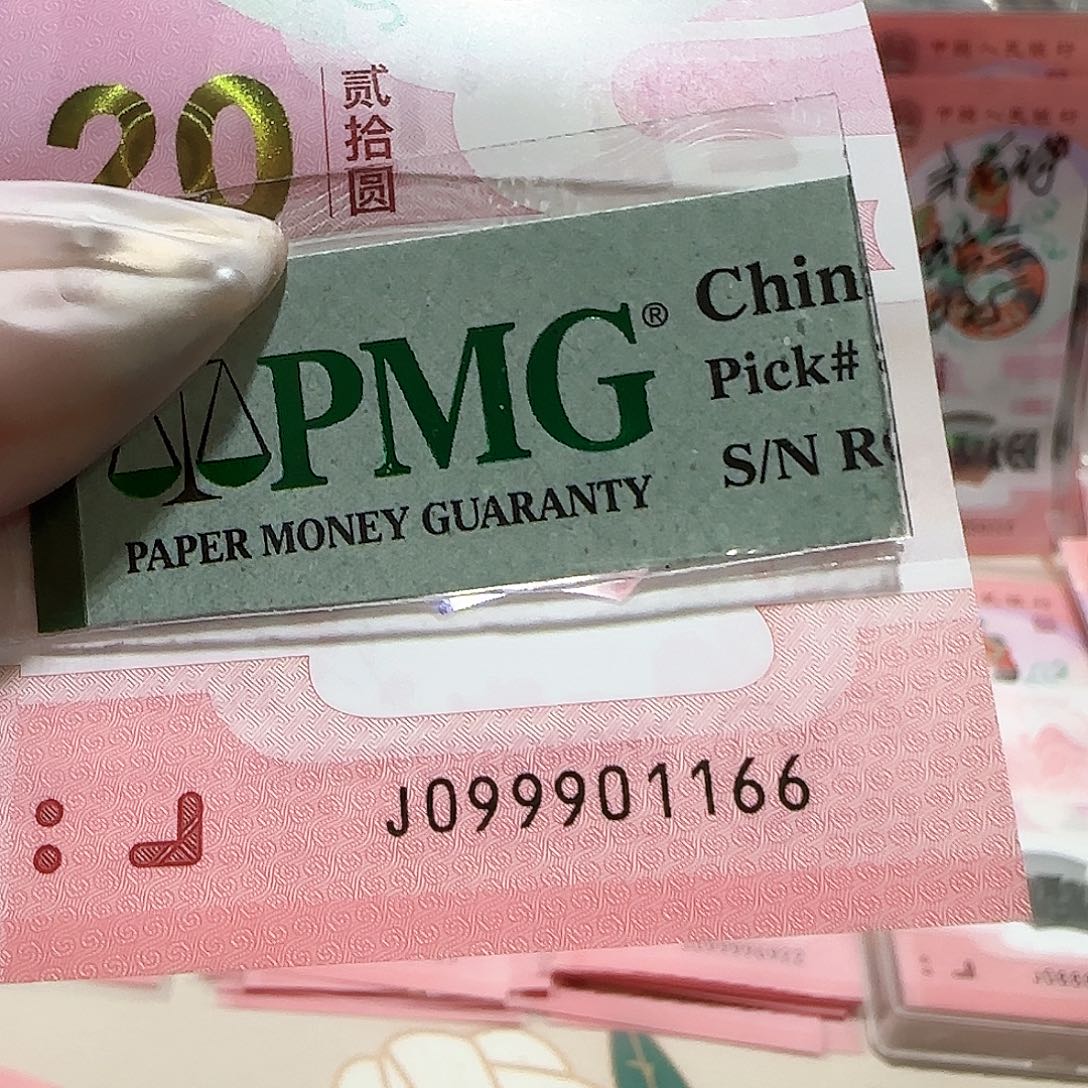 20
贰拾圆
PMG®
PAPER MONEY GUARANTY
Chin
Pick#
S/N R
J099901166